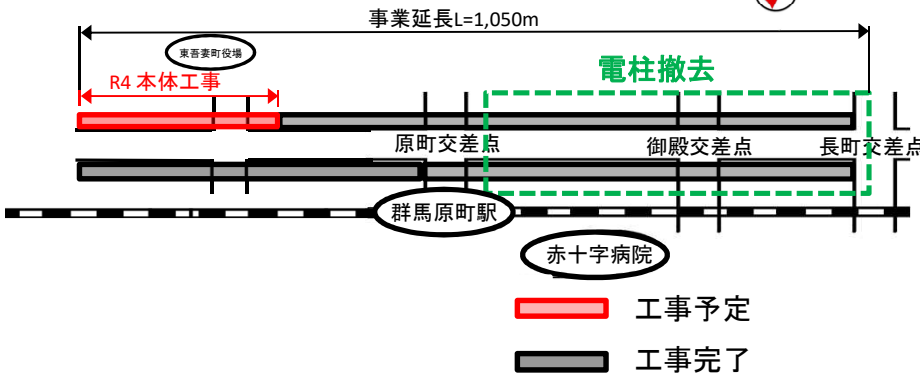 事業延長L=1,050m
東吾妻町役場
R4 本体工事
電柱撤去
原町交差点
御殿交差点
長町交差点
群馬原町駅
赤十字病院
工事予定
工事完了